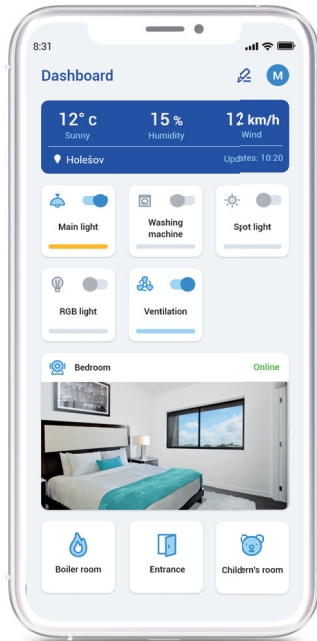 8:31
Dashboard
M
12° c 15 % 12 km/h
Sunny Humidity Wind
Holešov Updates: 10:20
Main light
Washing
machine
Spot light
RGB light
Ventilation
Bedroom Online
Boiler room
Entrance
Childern's room